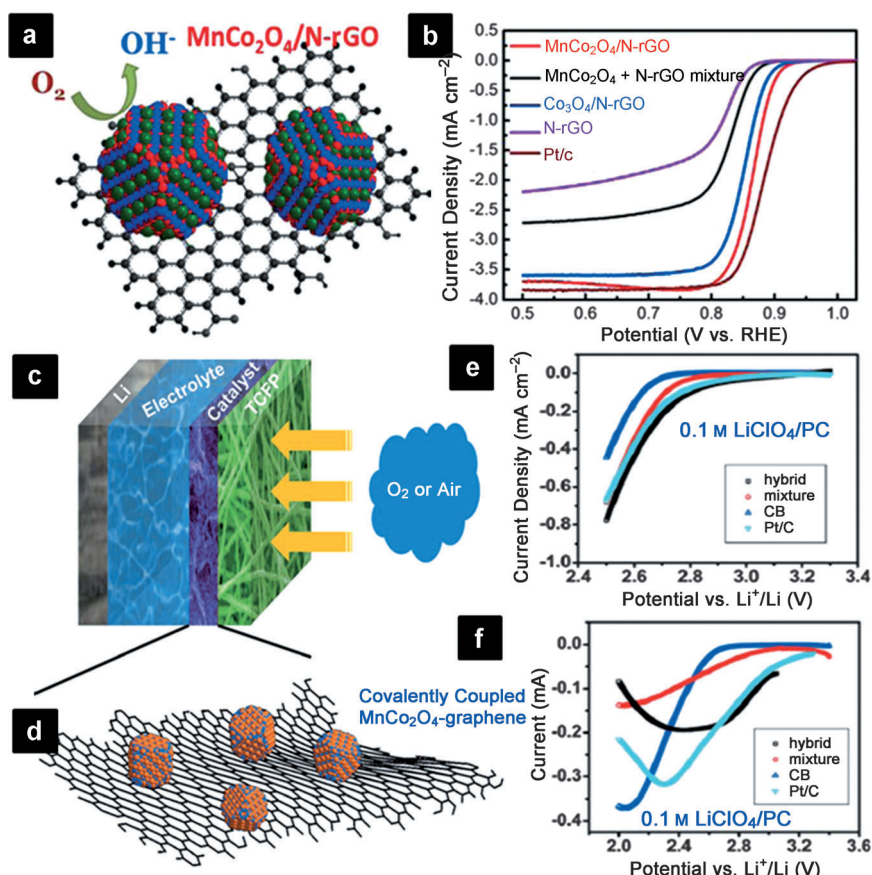 a
OH-
MnCo2O4/N-rGO
O2
b
MnCo2O4/N-rGO
MnCo2O4 + N-rGO mixture
Co3O4/N-rGO
N-rGO
Pt/c
Current Density (mA cm−2)
0.0
-0.5
-1.0
-1.5
-2.0
-2.5
-3.0
-3.5
-4.0
0.5 0.6 0.7 0.8 0.9 1.0
Potential (V vs. RHE)
c
Li
Electrolyte
Catalyst
TCFP
O2 or Air
d
Covalently Coupled
MnCo2O4-graphene
e
0.1 M LiClO4/PC
hybrid
mixture
CB
Pt/C
Current Density (mA cm−2)
0.0
-0.2
-0.4
-0.6
-0.8
-1.0
2.4 2.6 2.8 3.0 3.2 3.4
Potential vs. Li+/Li (V)
f
hybrid
mixture
CB
Pt/C
0.1 M LiClO4/PC
Current (mA)
0.0
-0.1
-0.2
-0.3
-0.4
2.0 2.4 2.8 3.2 3.6
Potential vs. Li+/Li (V)